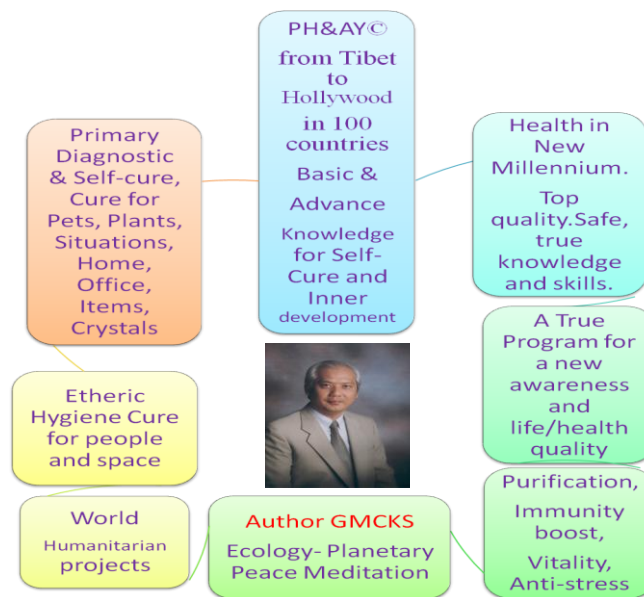 PH&AY©
from Tibet
to
Hollywood
in 100
countries
Basic &
Advance
Knowledge
for Self-
Cure and
Inner
development
Health in
New
Millennium.
Top
quality.Safe,
true
knowledge
and skills.
A True
Program for
a new
awareness
and
life/health
quality
Purification,
Immunity
boost,
Vitality,
Anti-stress
Author GMCKS
Ecology- Planetary
Peace Meditation
World
Humanitarian
projects
Etheric
Hygiene Cure
for people
and space
Primary
Diagnostic
& Self-cure,
Cure for
Pets, Plants,
Situations,
Home,
Office,
Items,
Crystals